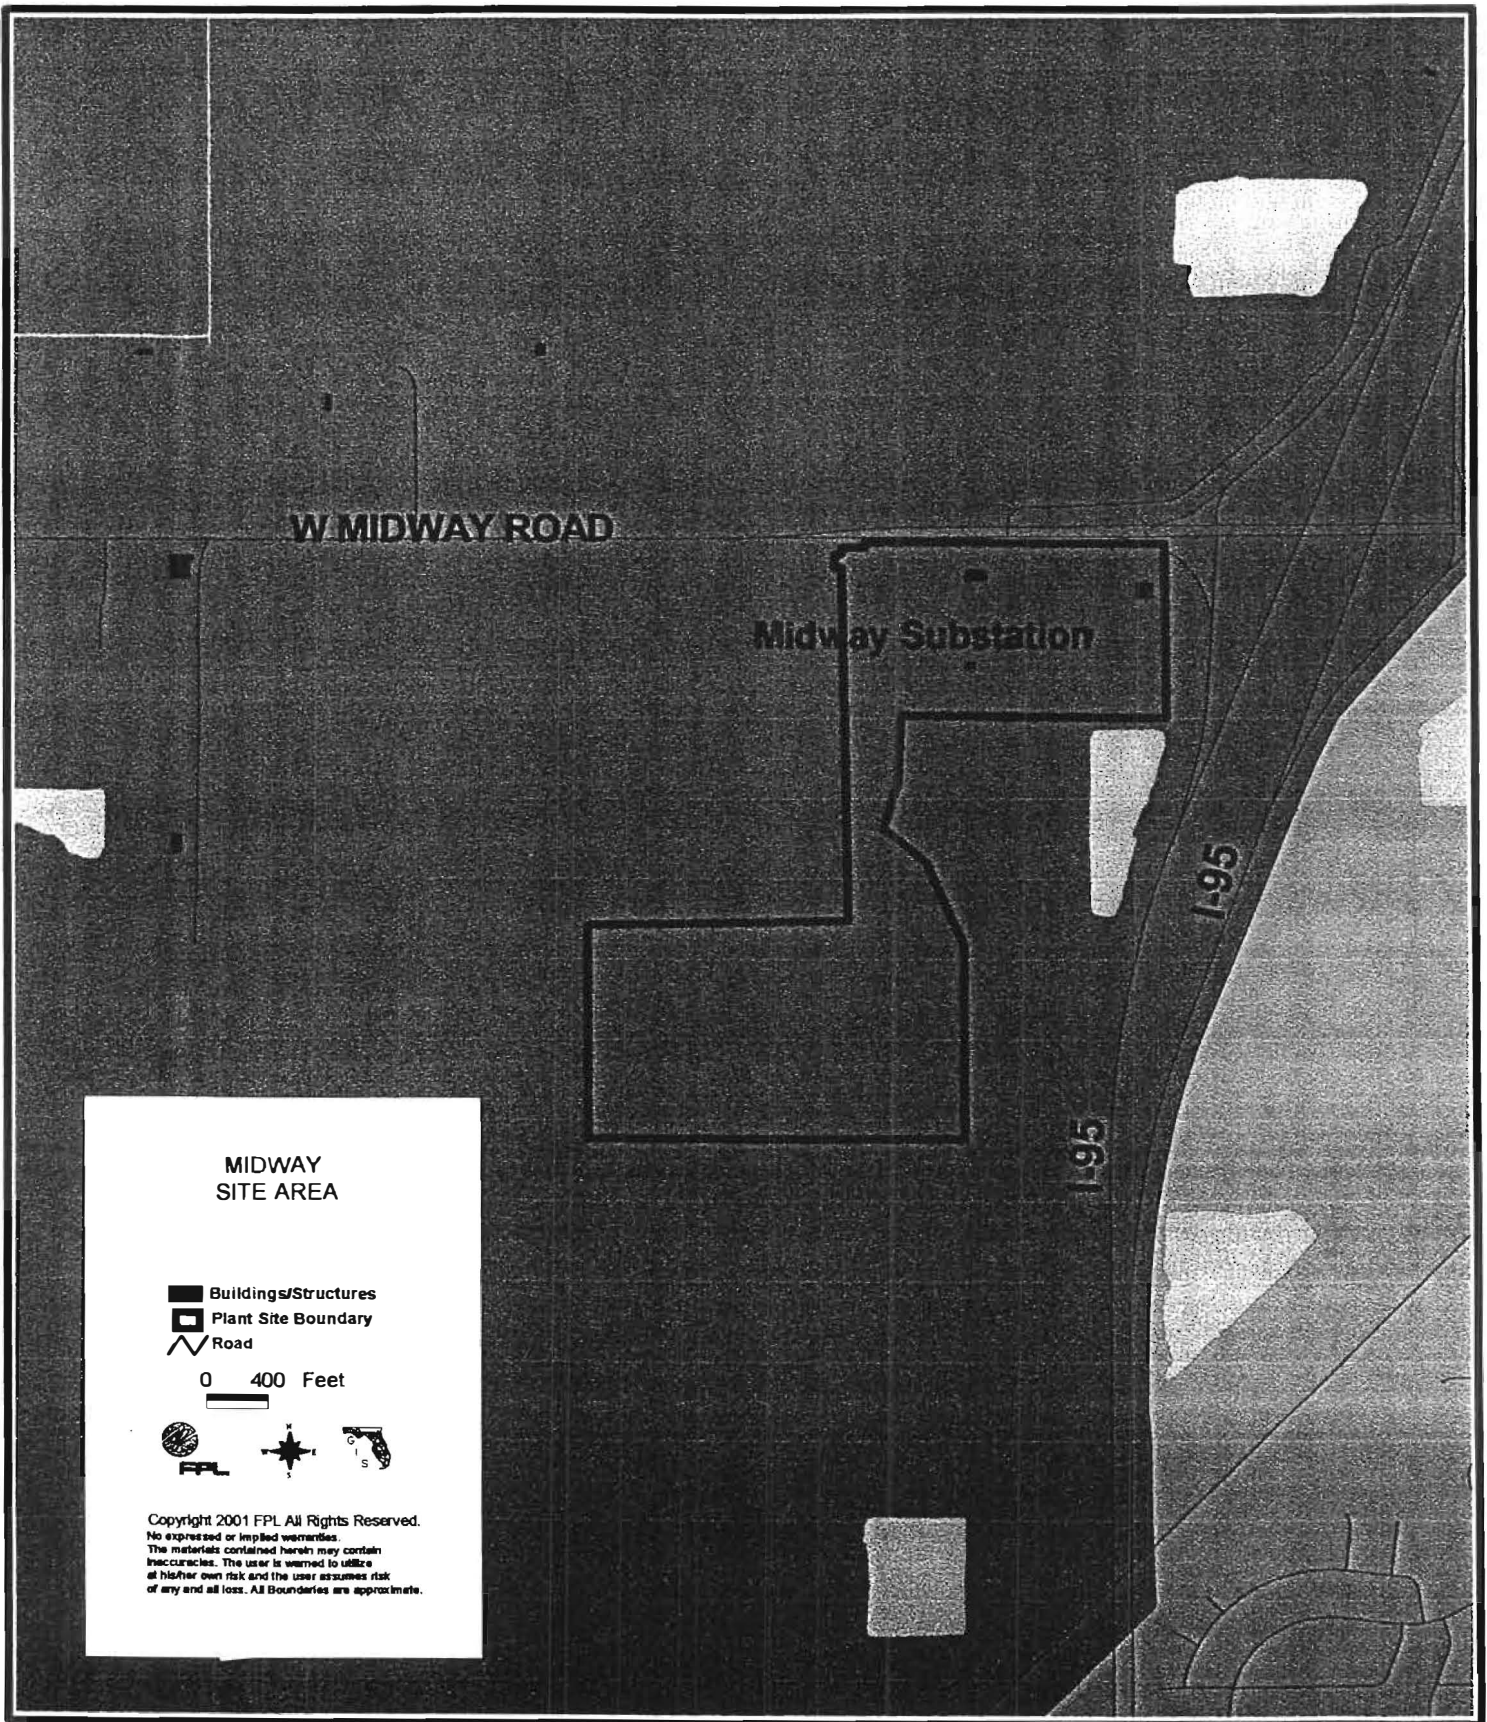 W MIDWAY ROAD
Midway Substation
I-95
I-95
MIDWAY
SITE AREA
Buildings/Structures
Plant Site Boundary
Road
0 400 Feet
N
W E
S
FPL
G
I
S
Copyright 2001 FPL All Rights Reserved.
No expressed or implied warranties.
The materials contained herein may contain
inaccuracies. The user is warned to utilize
at his/her own risk and the user assumes risk
of any and all loss. All Boundaries are approximate.